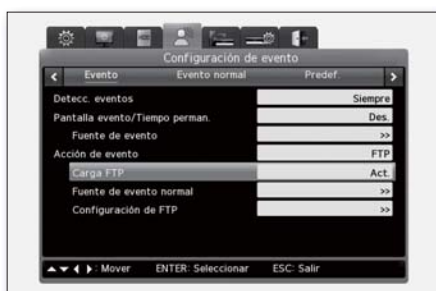 Configuración de evento
Evento Evento normal Predef.
Detecc. eventos Siempre
Pantalla evento/Tiempo perman. Des.
Fuente de evento >>
Acción de evento FTP
Carga FTP Act.
Fuente de evento normal >>
Configuración de FTP >>
: Mover ENTER: Seleccionar ESC: Salir